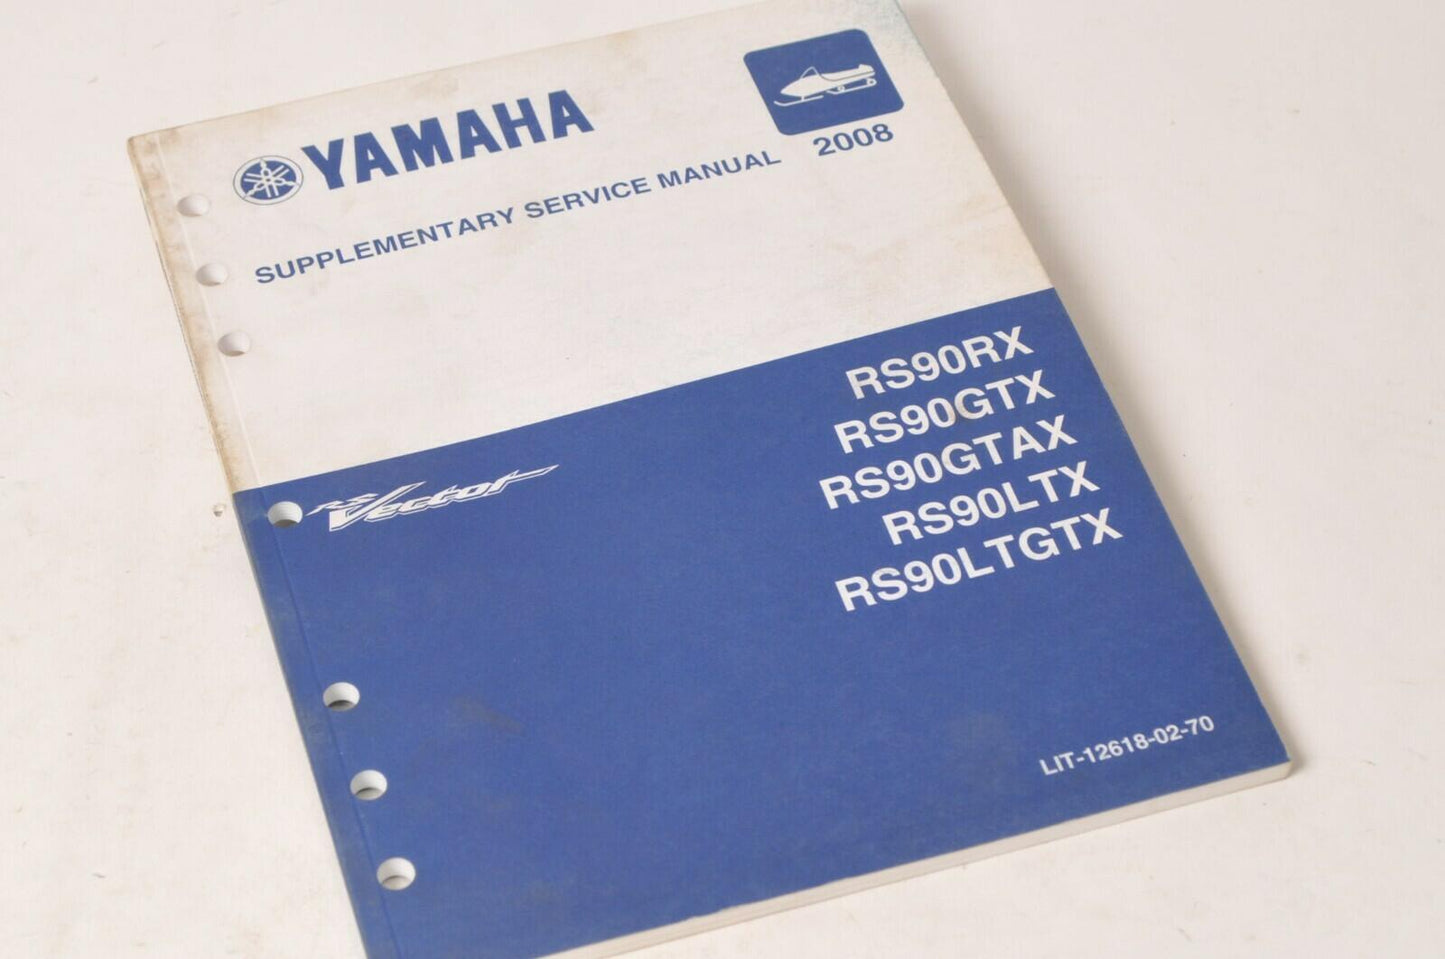 YAMAHA
SUPPLEMENTARY SERVICE MANUAL 2008
RS90RX
RS90GTX
RS90GTAX
RS90LTX
RS90LTGTX
RS Vector
LIT-12618-02-70